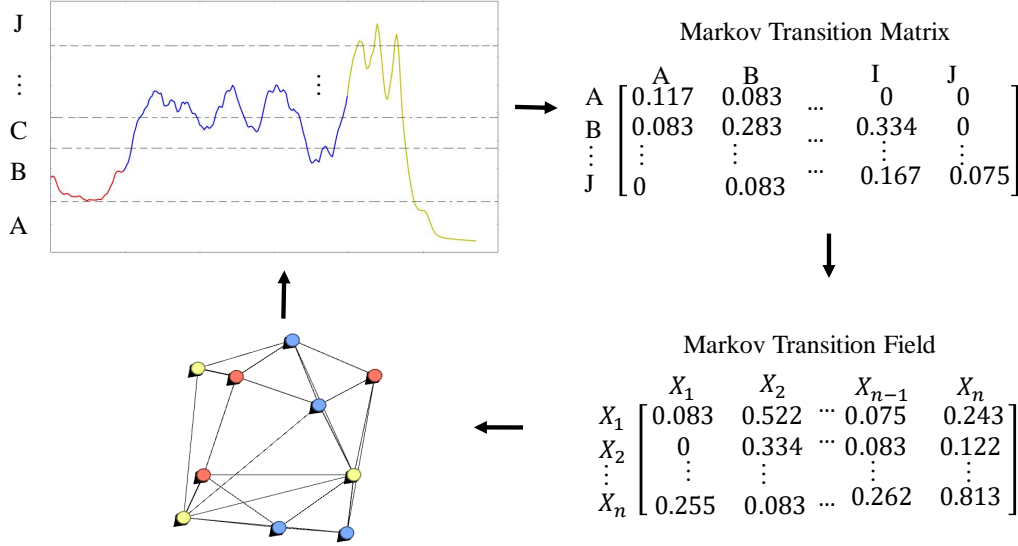 J
⋮
C
B
A
⋮
Markov Transition Matrix
A B I J
A 0.117 0.083 ... 0 0
B 0.083 0.283 ... 0.334 0
⋮ ⋮ ⋮ ⋮ ⋮
J 0 0.083 ... 0.167 0.075
Markov Transition Field
X₁ X₂ Xₙ₋₁ Xₙ
X₁ 0.083 0.522 ... 0.075 0.243
X₂ 0 0.334 ... 0.083 0.122
⋮ ⋮ ⋮ ⋮ ⋮
Xₙ 0.255 0.083 ... 0.262 0.813